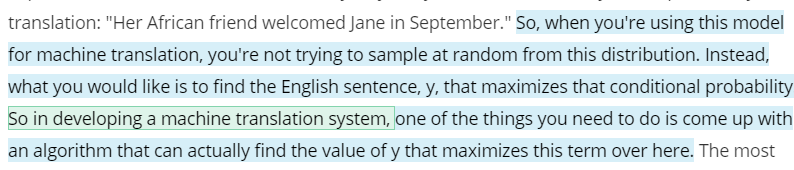 translation: "Her African friend welcomed Jane in September." So, when you're using this model
for machine translation, you're not trying to sample at random from this distribution. Instead,
what you would like is to find the English sentence, y, that maximizes that conditional probability
So in developing a machine translation system, one of the things you need to do is come up with
an algorithm that can actually find the value of y that maximizes this term over here. The most